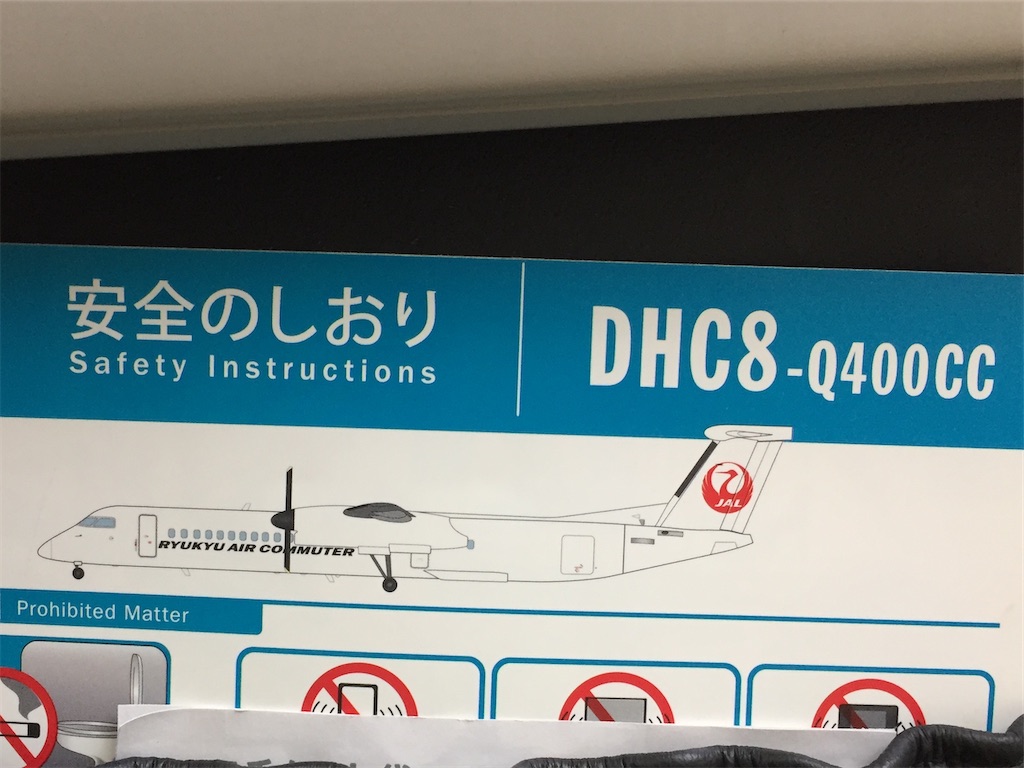 安全のしおり
Safety Instructions
DHC8-Q400CC
JAL
RYUKYU AIR COMMUTER
Prohibited Matter